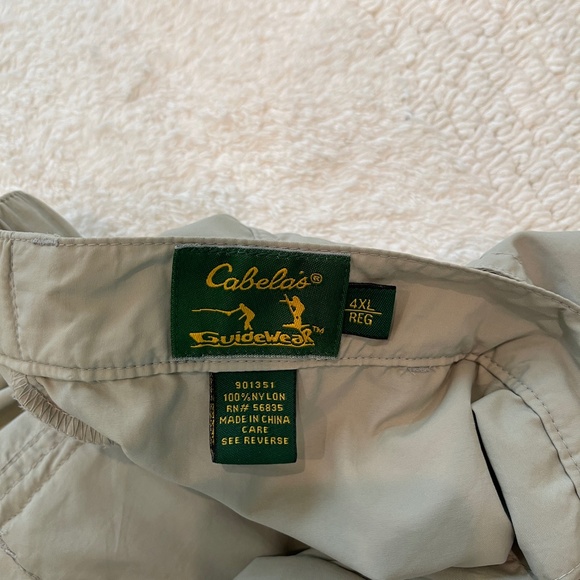 Cabela's®
GuideWear™
4XL
REG
901351
100% NYLON
RN# 56835
MADE IN CHINA
CARE
SEE REVERSE